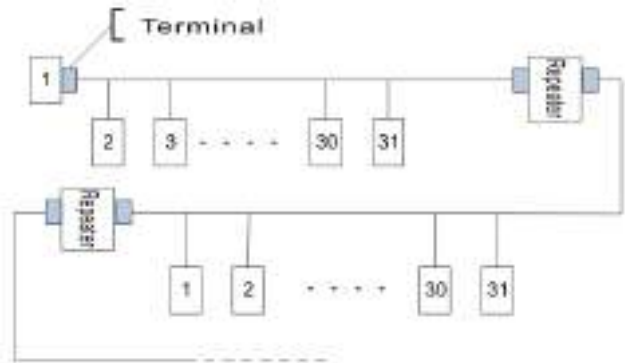 Terminal
1
Repeater
2 3 - - - - 30 31
Repeater
1 2 - - - - 30 31